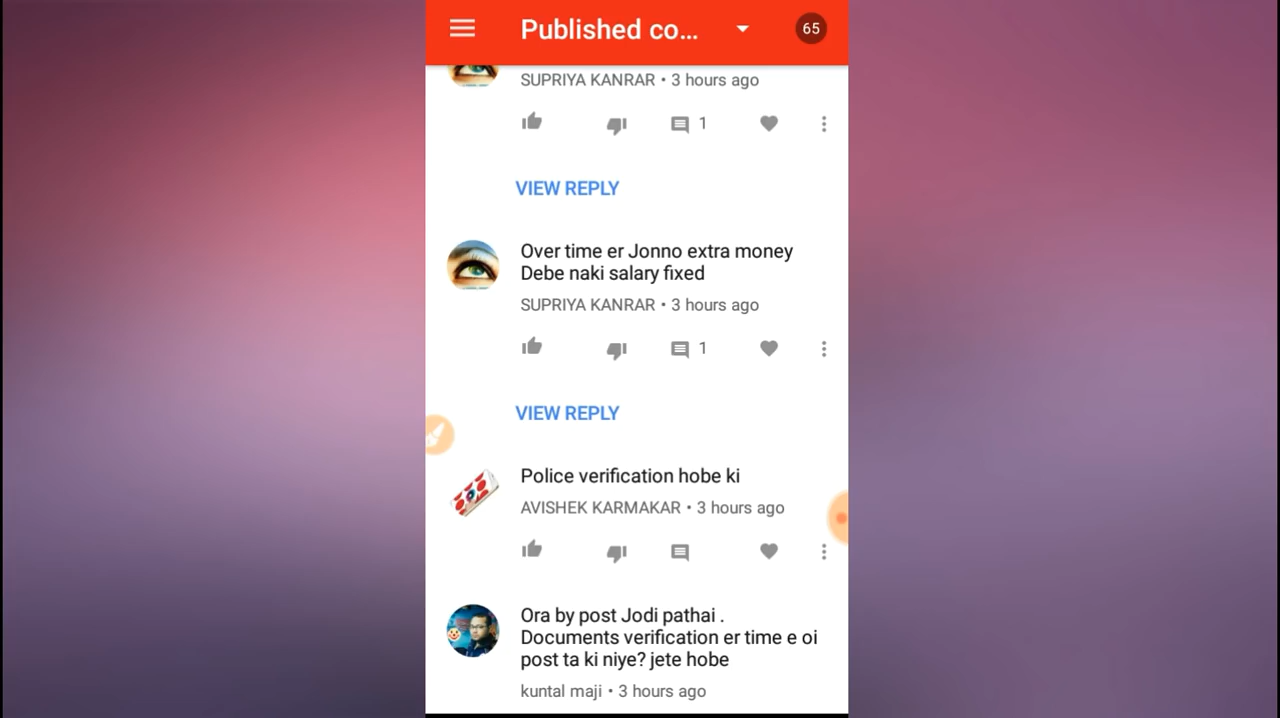 Published co...
65
SUPRIYA KANRAR • 3 hours ago
1
VIEW REPLY
Over time er Jonno extra money
Debe naki salary fixed
SUPRIYA KANRAR • 3 hours ago
1
VIEW REPLY
Police verification hobe ki
AVISHEK KARMAKAR • 3 hours ago
Ora by post Jodi pathai .
Documents verification er time e oi
post ta ki niye? jete hobe
kuntal maji • 3 hours ago